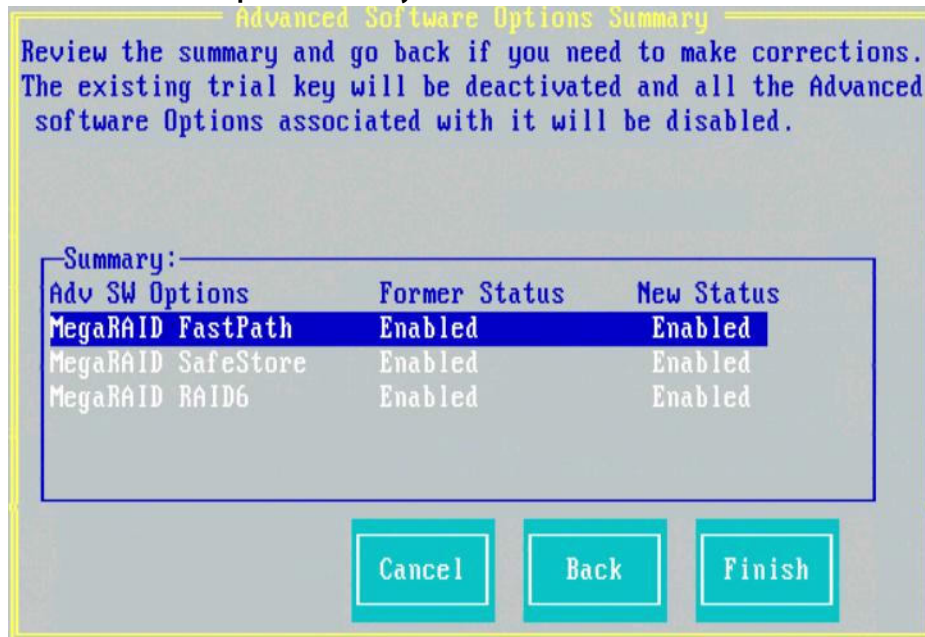 Advanced Software Options Summary
Review the summary and go back if you need to make corrections.
The existing trial key will be deactivated and all the Advanced
software Options associated with it will be disabled.
Summary:
Adv SW Options Former Status New Status
MegaRAID FastPath Enabled Enabled
MegaRAID SafeStore Enabled Enabled
MegaRAID RAID6 Enabled Enabled
Cancel Back Finish